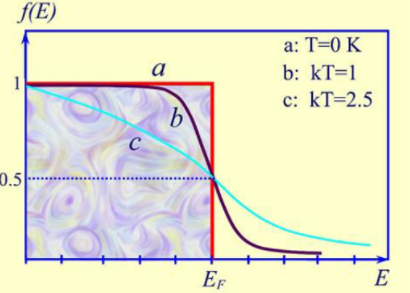 f(E)
a: T=0 K
b: kT=1
c: kT=2.5
1
a
b
c
0.5
E_F
E